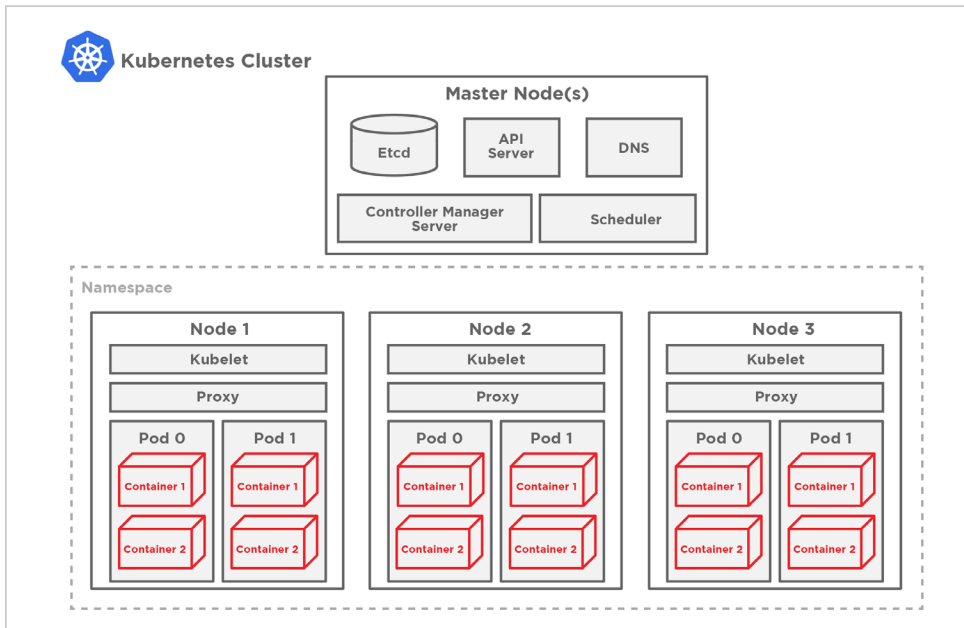 Kubernetes Cluster
Master Node(s)
Etcd
API
Server
DNS
Controller Manager
Server
Scheduler
Namespace
Node 1
Kubelet
Proxy
Pod 0
Container 1
Container 2
Pod 1
Container 1
Container 2
Node 2
Kubelet
Proxy
Pod 0
Container 1
Container 2
Pod 1
Container 1
Container 2
Node 3
Kubelet
Proxy
Pod 0
Container 1
Container 2
Pod 1
Container 1
Container 2